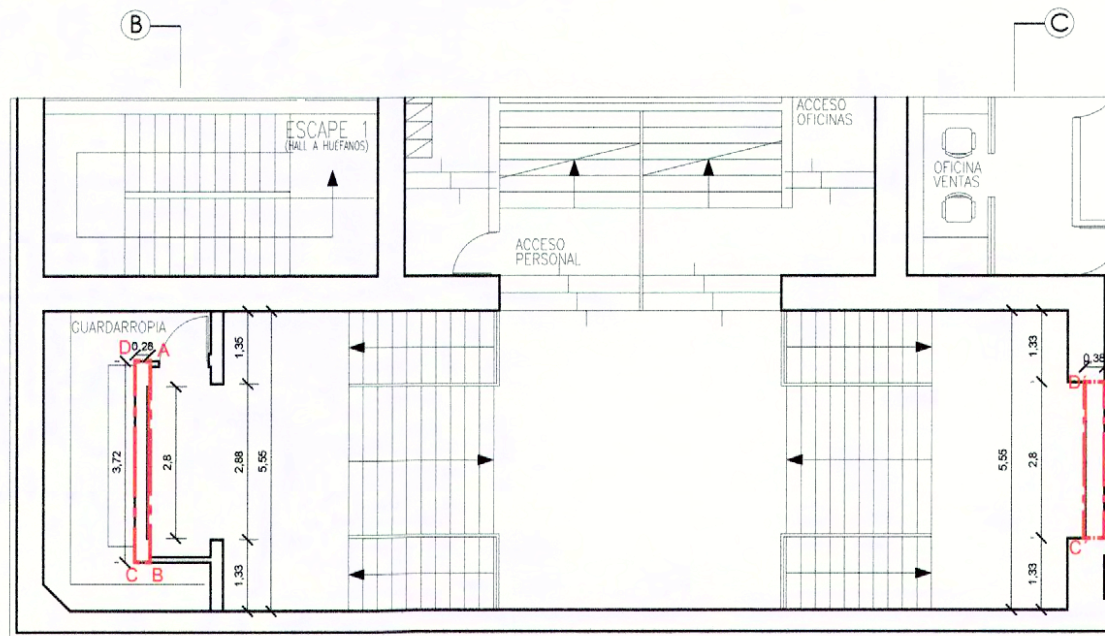 B
C
ESCAPE 1
(HALL A HUÉFANOS)
ACCESO
OFICINAS
OFICINA
VENTAS
ACCESO
PERSONAL
GUARDARROPIA
D
0,28
A
1,35
3,72
2,8
2,88
5,55
C
B
1,33
1,33
0,38
D
5,55
2,8
C
1,33